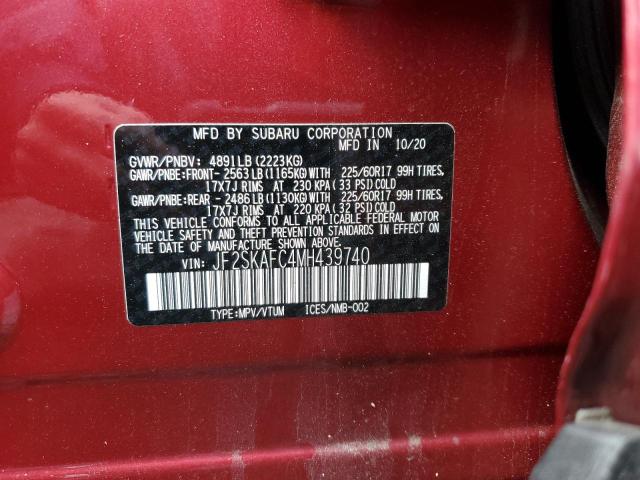 MFD BY SUBARU CORPORATION
MFD IN 10/20
GVWR/PNBV: 4891LB(2223KG)
GAWR/PNBE:FRONT-2563LB(1165KG)WITH 225/60R17 99H TIRES,
17X7J RIMS AT 230 KPA(33 PSI)COLD
GAWR/PNBE:REAR -2486LB(1130KG)WITH 225/60R17 99H TIRES,
17X7J RIMS AT 220 KPA(32 PSI)COLD
THIS VEHICLE CONFORMS TO ALL APPLICABLE FEDERAL MOTOR
VEHICLE SAFETY AND THEFT PREVENTION STANDARDS IN EFFECT ON
THE DATE OF MANUFACTURE SHOWN ABOVE.
VIN: JF2SKAFC4MH439740
TYPE:MPV/VTUM ICES/NMB-002